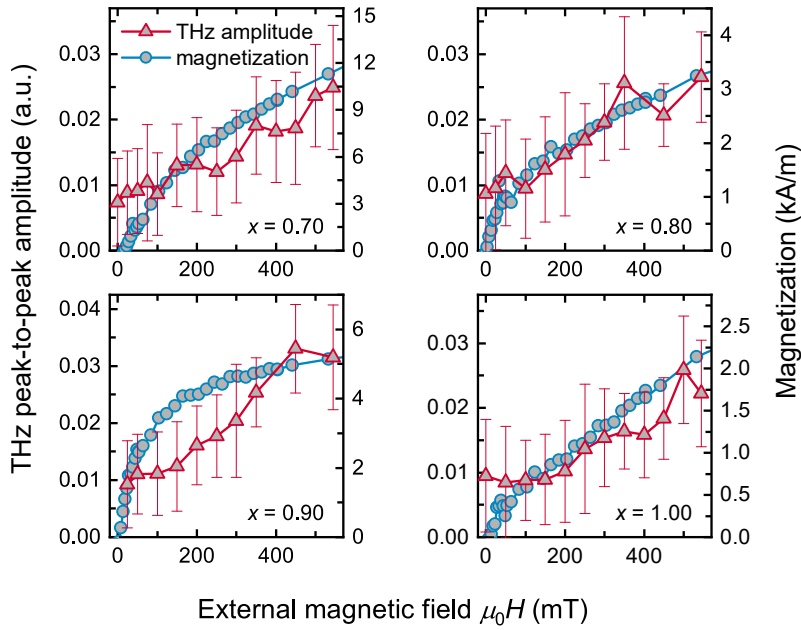 THz peak-to-peak amplitude (a.u.)
THz amplitude
magnetization
0.03
0.02
0.01
0.00
15
12
9
6
3
0
0 200 400
x = 0.70
0.03
0.02
0.01
0.00
4
3
2
1
0
0 200 400
x = 0.80
Magnetization (kA/m)
0.04
0.03
0.02
0.01
0.00
6
4
2
0
0 200 400
x = 0.90
0.03
0.02
0.01
0.00
2.5
2.0
1.5
1.0
0.5
0.0
0 200 400
x = 1.00
External magnetic field μ₀H (mT)